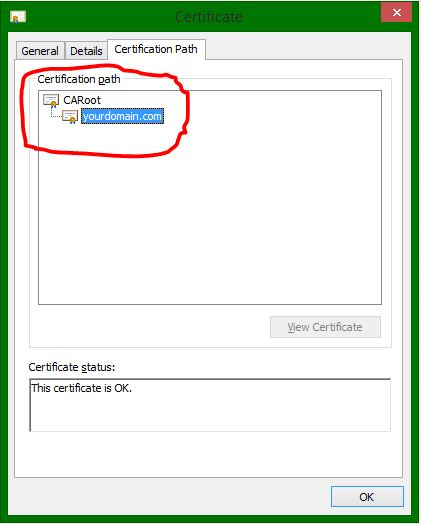 Certificate
General Details Certification Path
Certification path
CARoot
yourdomain.com
View Certificate
Certificate status:
This certificate is OK.
OK